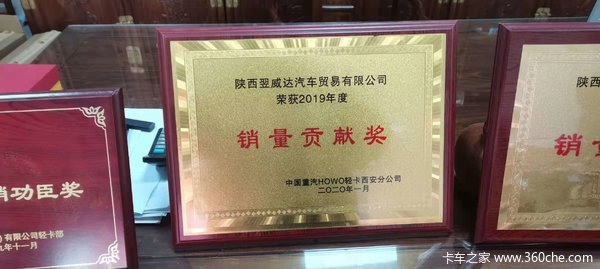 陕西翌威达汽车贸易有限公司
荣获2019年度
销量贡献奖
中国重汽HOWO轻卡西安分公司
二〇二〇年一月
销功臣奖
)有限公司轻卡部
九年十一月
陕西
销
卡车之家 www.360che.com